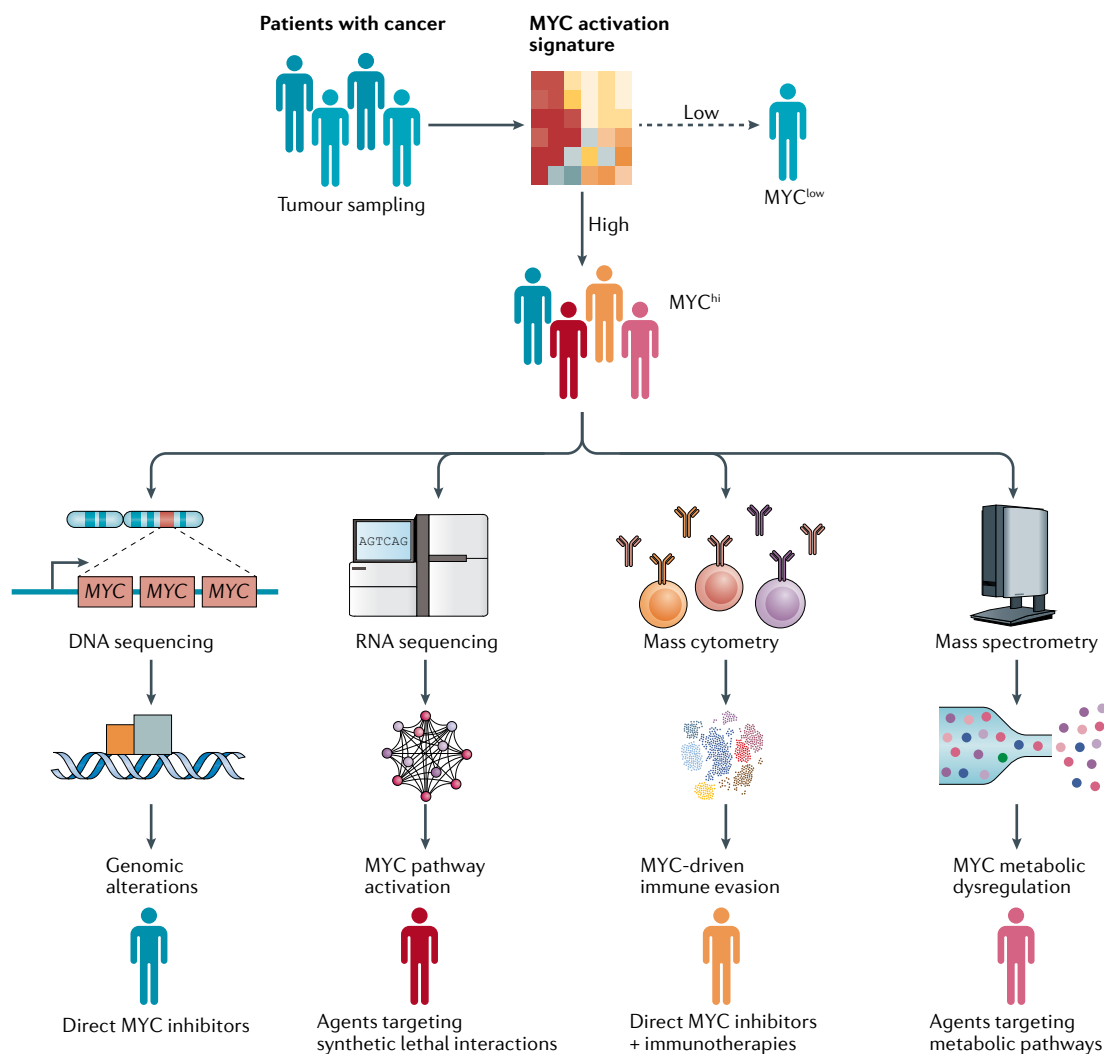 Patients with cancer
MYC activation
signature
Low
Tumour sampling
MYClow
High
MYChi
AGTCAG
MYC MYC MYC
DNA sequencing
RNA sequencing
Mass cytometry
Mass spectrometry
Genomic
alterations
MYC pathway
activation
MYC-driven
immune evasion
MYC metabolic
dysregulation
Direct MYC inhibitors
Agents targeting
synthetic lethal interactions
Direct MYC inhibitors
+ immunotherapies
Agents targeting
metabolic pathways